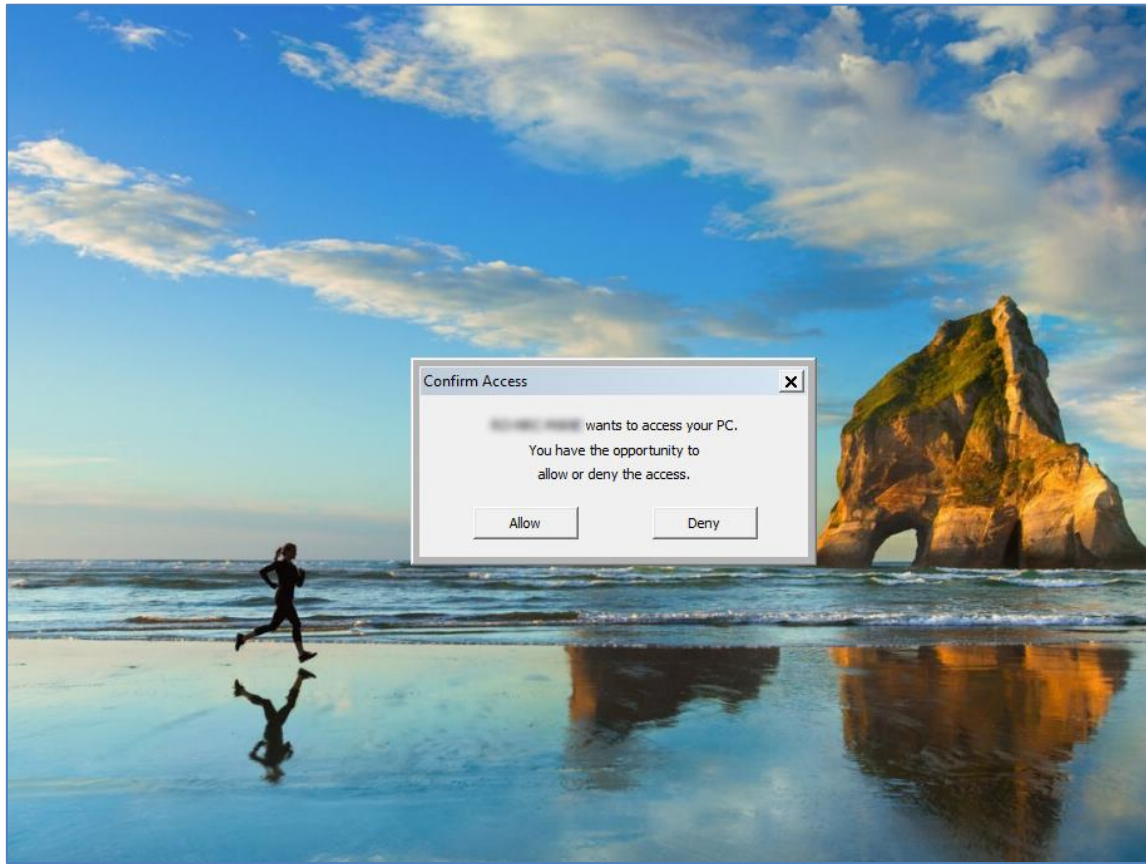 Confirm Access
wants to access your PC.
You have the opportunity to
allow or deny the access.
Allow
Deny